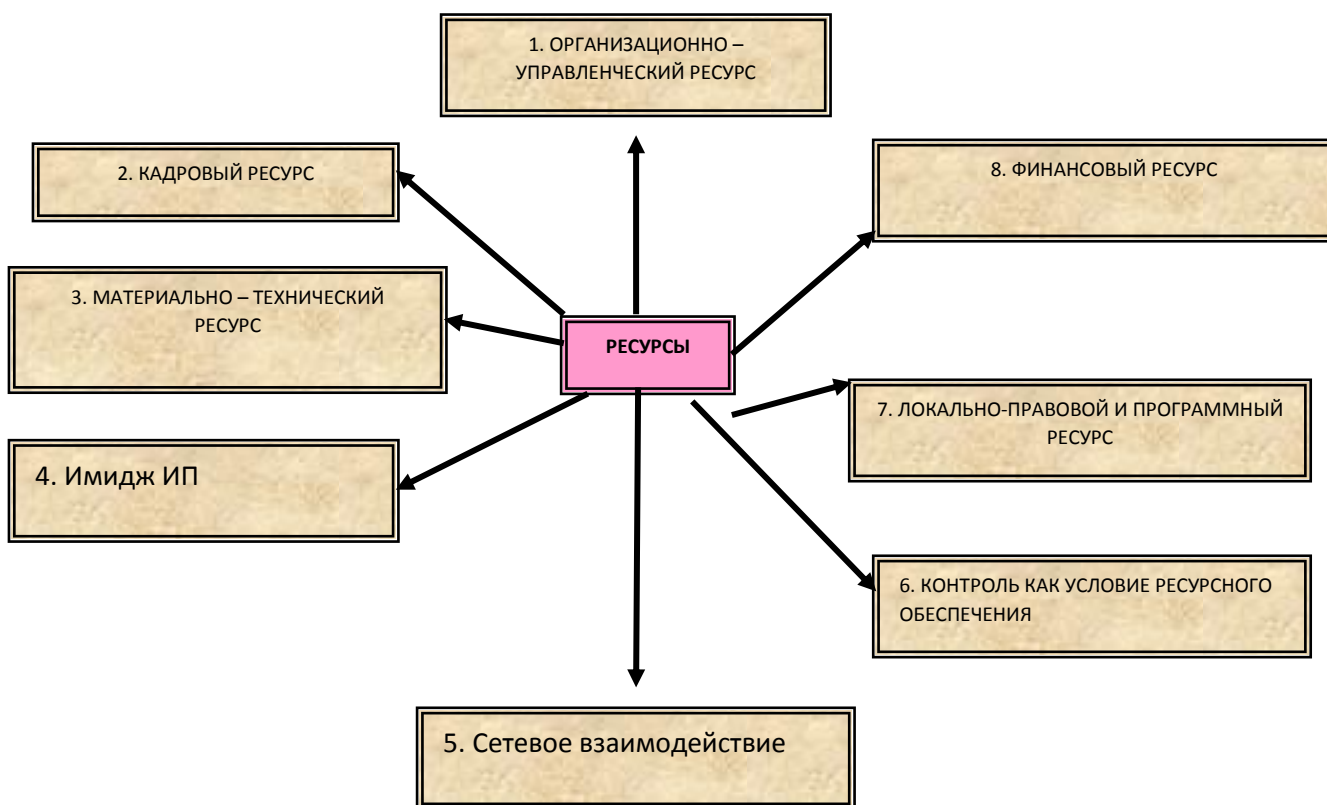 1. ОРГАНИЗАЦИОННО –
УПРАВЛЕНЧЕСКИЙ РЕСУРС
2. КАДРОВЫЙ РЕСУРС
8. ФИНАНСОВЫЙ РЕСУРС
3. МАТЕРИАЛЬНО – ТЕХНИЧЕСКИЙ
РЕСУРС
РЕСУРСЫ
7. ЛОКАЛЬНО-ПРАВОВОЙ И ПРОГРАММНЫЙ
РЕСУРС
4. Имидж ИП
6. КОНТРОЛЬ КАК УСЛОВИЕ РЕСУРСНОГО
ОБЕСПЕЧЕНИЯ
5. Сетевое взаимодействие